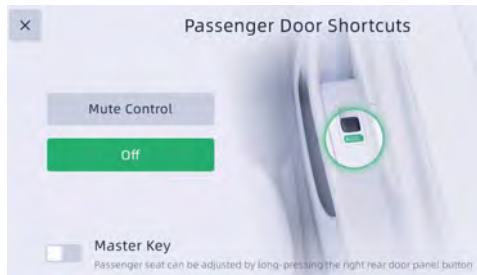 ×
Passenger Door Shortcuts
Mute Control
Off
Master Key
Passenger seat can be adjusted by long-pressing the right rear door panel button